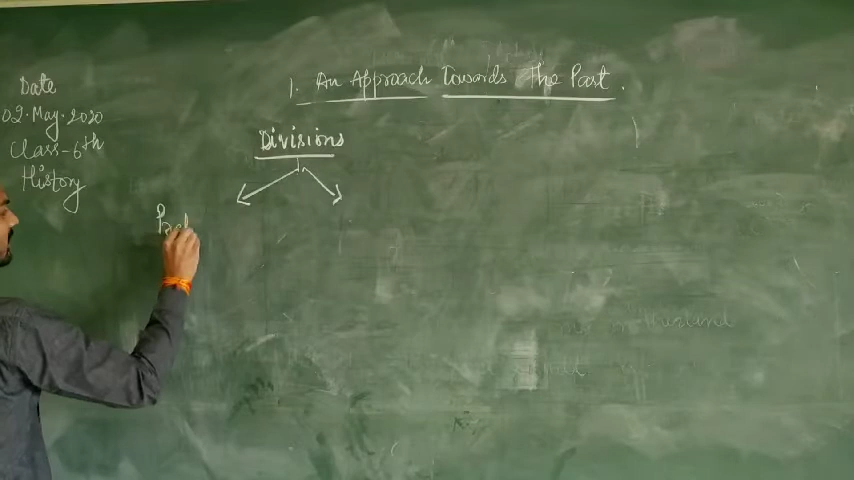 Date
02.May.2020
Class-6th
History
1. An Approach Towards The Past.
Divisions